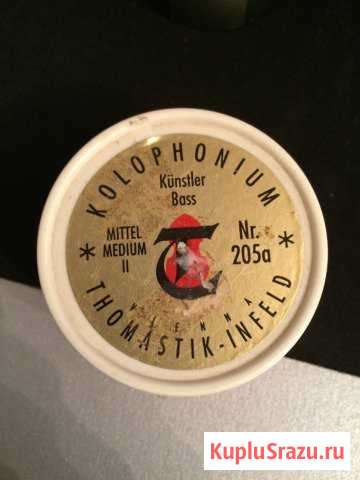 KOLOPHONIUM
Künstler
Bass
MITTEL
MEDIUM
II
Nr.
205a
T
VIENNA
* THOMASTIK-INFELD *
KupluSrazu.ru